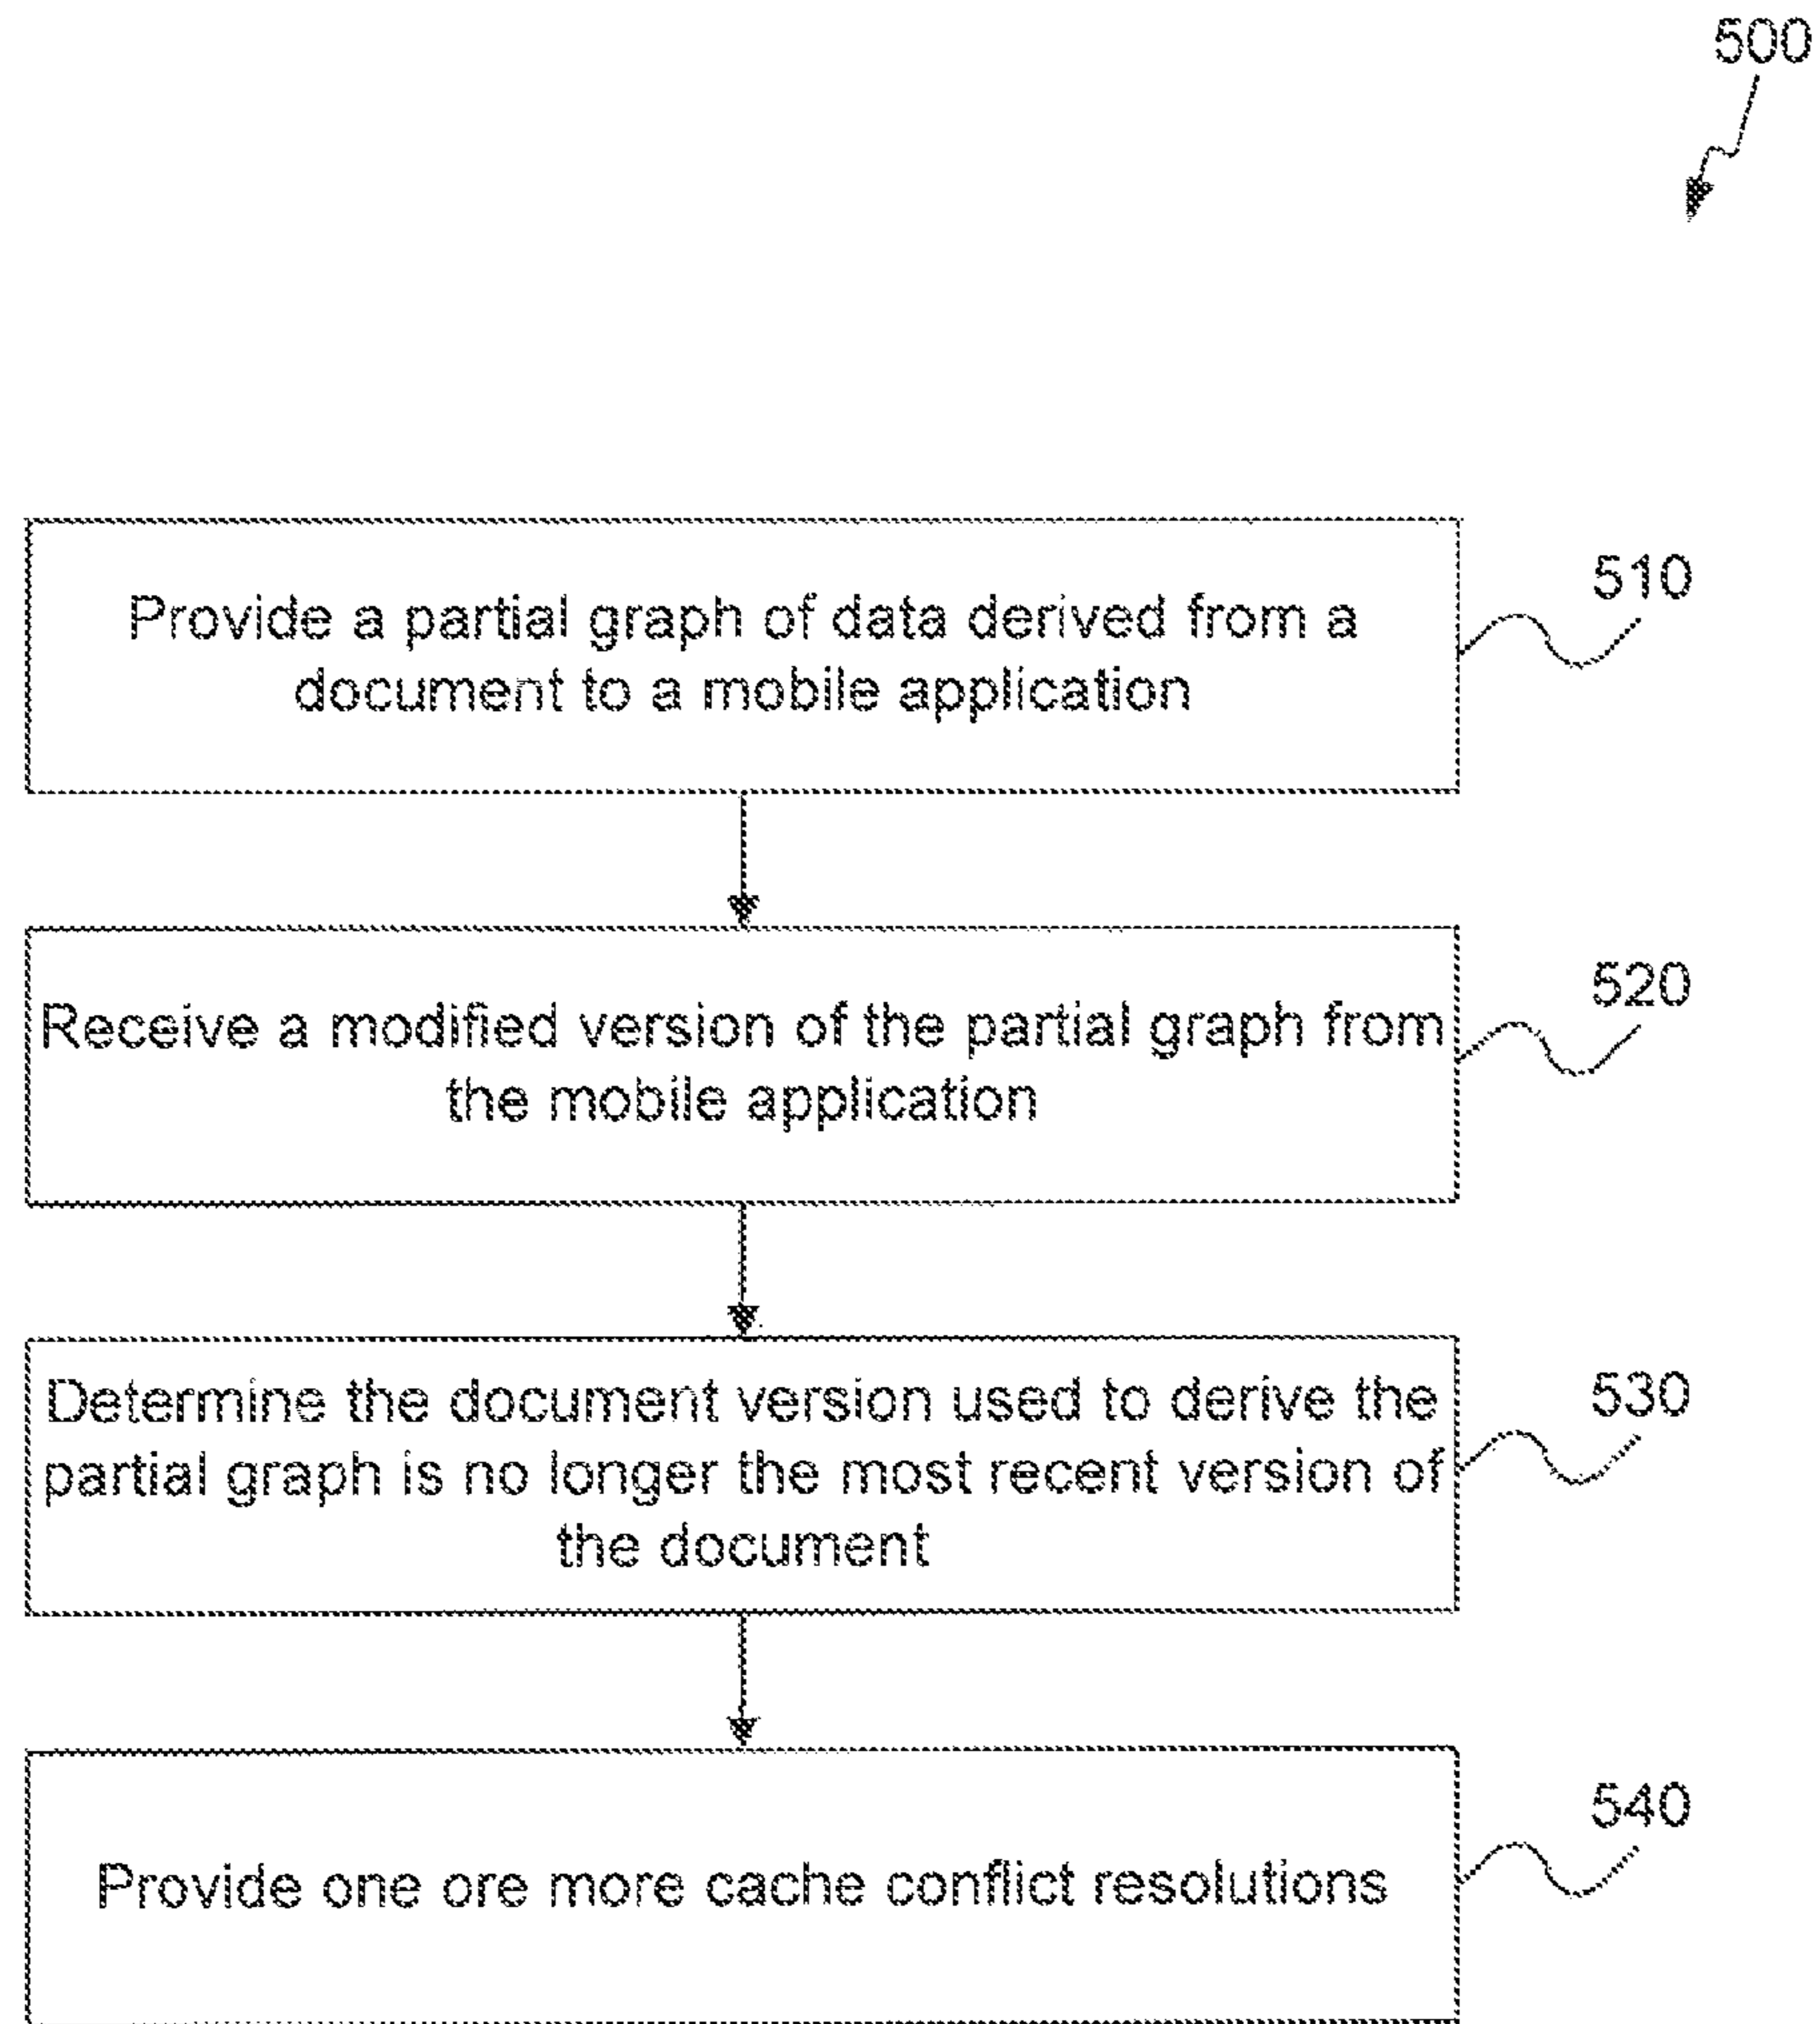 500
Provide a partial graph of data derived from a
document to a mobile application
510
Receive a modified version of the partial graph from
the mobile application
520
Determine the document version used to derive the
partial graph is no longer the most recent version of
the document
530
Provide one ore more cache conflict resolutions
540